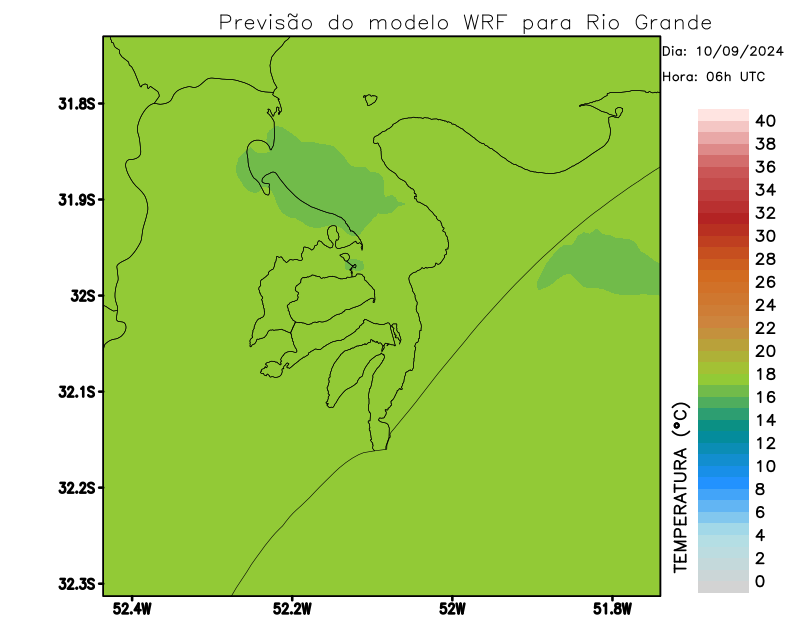 Previsão do modelo WRF para Rio Grande
Dia: 10/09/2024
Hora: 06h UTC
31.8S
31.9S
32S
32.1S
32.2S
32.3S
52.4W
52.2W
52W
51.8W
40
38
36
34
32
30
28
26
24
22
20
18
16
14
12
10
8
6
4
2
0
TEMPERATURA (°C)